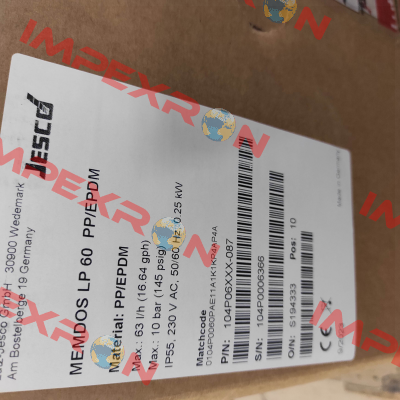 JESCO
GmbH 30900 Wedemark
Am Bostelberge 19 Germany
MEMDOS LP 60 PP/EPDM
Material: PP/EPDM
Max.: 63 l/h (16,64 gph)
Max.: 10 bar (145 psig)
IP55, 230 V AC, 50/60 Hz, 0.25 kW
Matchcode
0104P0060PAE11A1K1KP4AP4A
P/N: 104P06XXX-087
S/N: 104P0006366
O/N: S194333 Pos: 10
IMPEXRON
IMPEXRON
IMPEXRON
IMPEXRON